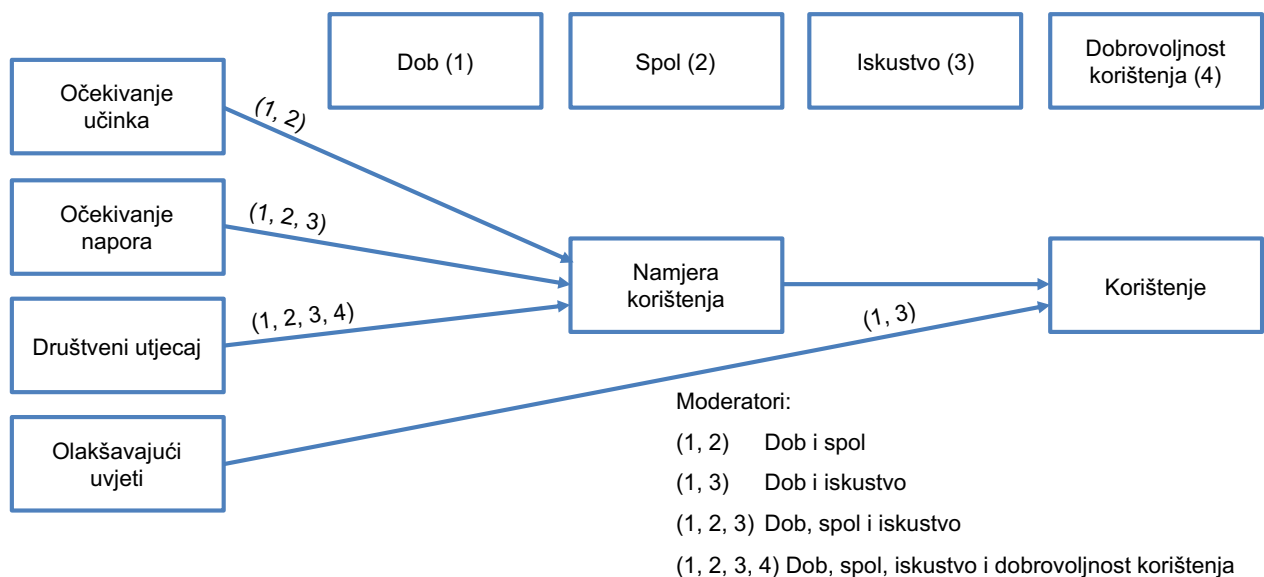 Dob (1)
Spol (2)
Iskustvo (3)
Dobrovoljnost
korištenja (4)
Očekivanje
učinka
(1, 2)
Očekivanje
napora
(1, 2, 3)
Namjera
korištenja
Korištenje
Društveni utjecaj
(1, 2, 3, 4)
(1, 3)
Olakšavajući
uvjeti
Moderatori:
(1, 2) Dob i spol
(1, 3) Dob i iskustvo
(1, 2, 3) Dob, spol i iskustvo
(1, 2, 3, 4) Dob, spol, iskustvo i dobrovoljnost korištenja